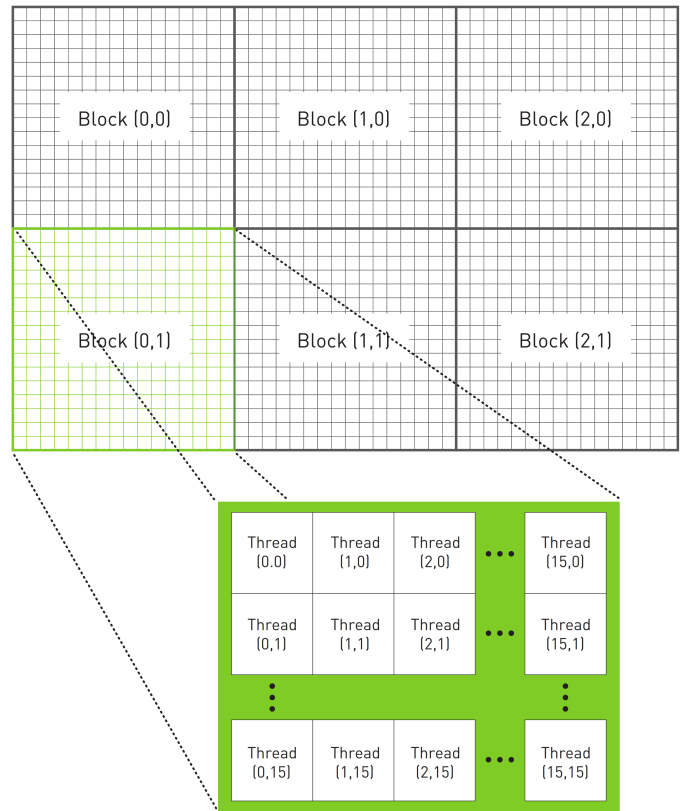 Block (0,0)
Block (1,0)
Block (2,0)
Block (0,1)
Block (1,1)
Block (2,1)
Thread
(0.0)
Thread
(1,0)
Thread
(2,0)
Thread
(15,0)
Thread
(0,1)
Thread
(1,1)
Thread
(2,1)
Thread
(15,1)
Thread
(0,15)
Thread
(1,15)
Thread
(2,15)
Thread
(15,15)